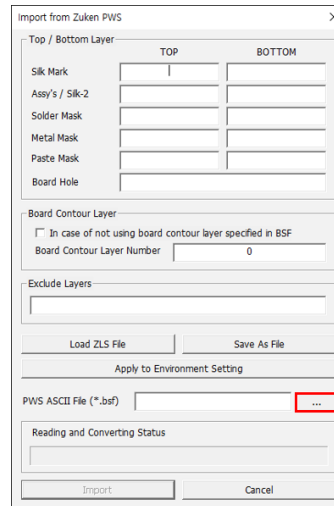 Import from Zuken PWS
Top / Bottom Layer
TOP BOTTOM
Silk Mark
Assy's / Silk-2
Solder Mask
Metal Mask
Paste Mask
Board Hole
Board Contour Layer
In case of not using board contour layer specified in BSF
Board Contour Layer Number 0
Exclude Layers
Load ZLS File Save As File
Apply to Environment Setting
PWS ASCII File (*.bsf) ...
Reading and Converting Status
Import Cancel